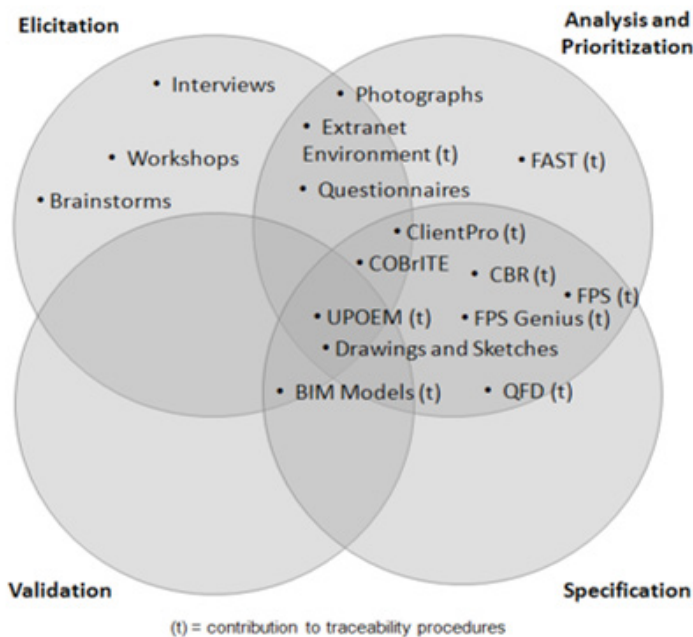 Elicitation
Analysis and
Prioritization
• Interviews
• Photographs
• Extranet
Environment (t)
• Workshops
• FAST (t)
• Questionnaires
• Brainstorms
• ClientPro (t)
• COBrITE
• CBR (t)
• FPS (t)
• UPOEM (t)
• FPS Genius (t)
• Drawings and Sketches
• BIM Models (t)
• QFD (t)
Validation
Specification
(t) = contribution to traceability procedures